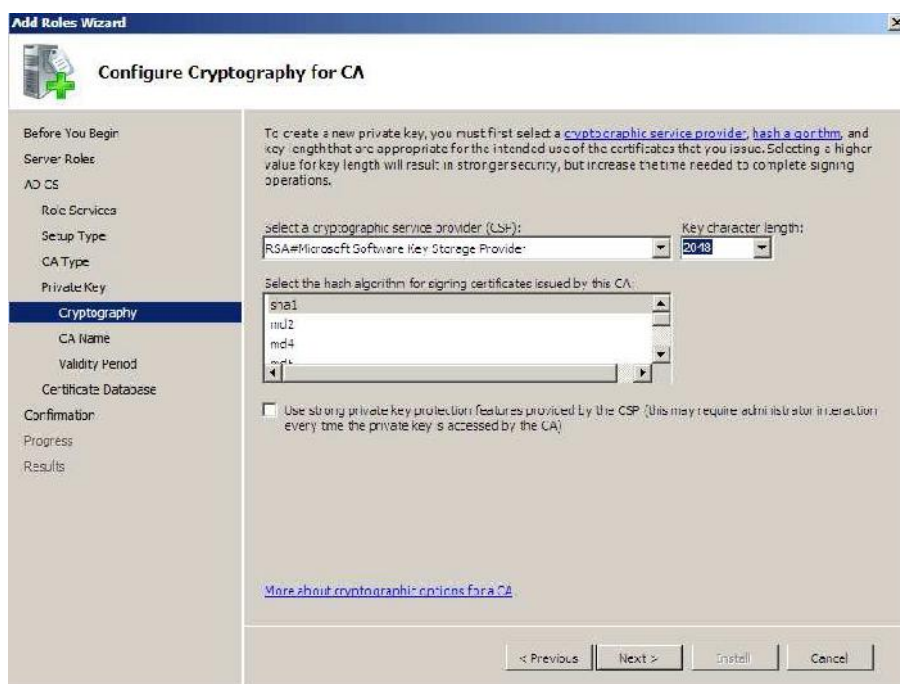 Add Roles Wizard
Configure Cryptography for CA
Before You Begin
Server Roles
AD CS
Role Services
Setup Type
CA Type
Private Key
Cryptography
CA Name
Validity Period
Certificate Database
Confirmation
Progress
Results
To create a new private key, you must first select a cryptographic service provider, hash algorithm, and
key length that are appropriate for the intended use of the certificates that you issue. Selecting a higher
value for key length will result in stronger security, but increase the time needed to complete signing
operations.
Select a cryptographic service provider (CSP):
Key character length:
RSA#Microsoft Software Key Storage Provider
2048
Select the hash algorithm for signing certificates issued by this CA:
sha1
md2
md4
md5
Use strong private key protection features provided by the CSP (this may require administrator interaction
every time the private key is accessed by the CA)
More about cryptographic options for a CA
< Previous
Next >
Install
Cancel